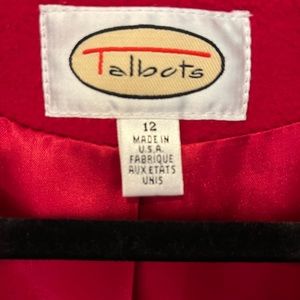 Talbots
12
MADE IN
U.S.A.
FABRIQUE
AUX ETATS
UNIS